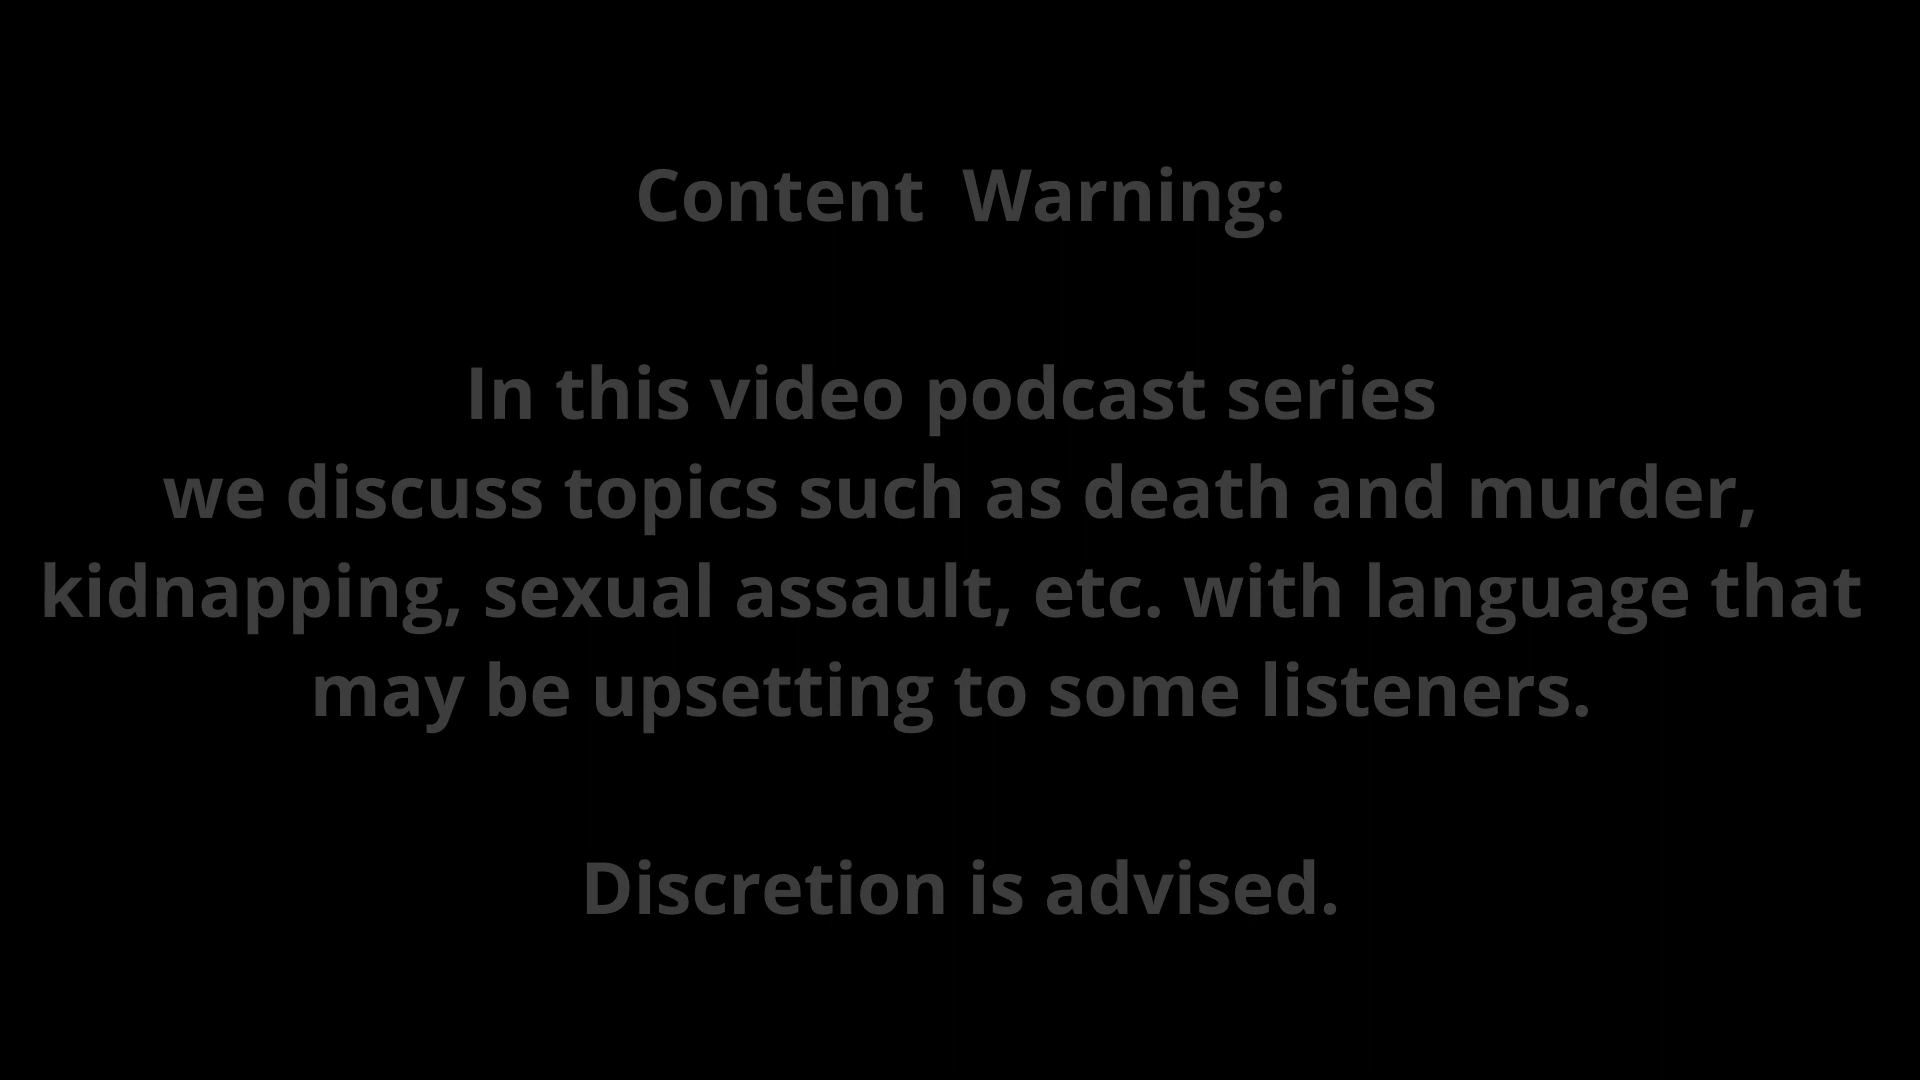 Content  Warning:
In this video podcast series
we discuss topics such as death and murder,
kidnapping, sexual assault, etc. with language that
may be upsetting to some listeners.
Discretion is advised.